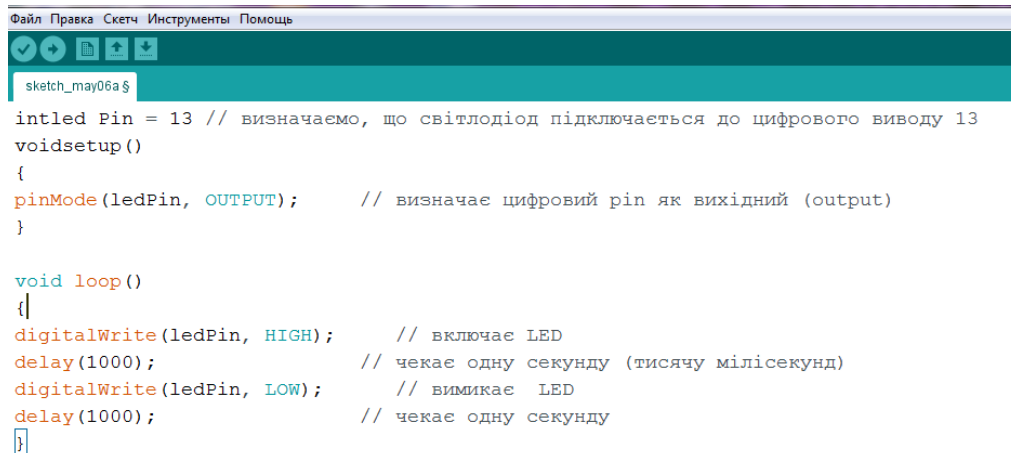 Файл Правка Скетч Инструменты Помощь
sketch_may06a §
intled Pin = 13 // визначаємо, що світлодіод підключається до цифрового виводу 13
voidsetup()
{
pinMode(ledPin, OUTPUT); // визначає цифровий pin як вихідний (output)
}
void loop()
{
digitalWrite(ledPin, HIGH); // включає LED
delay(1000); // чекає одну секунду (тисячу мілісекунд)
digitalWrite(ledPin, LOW); // вимикає LED
delay(1000); // чекає одну секунду
}